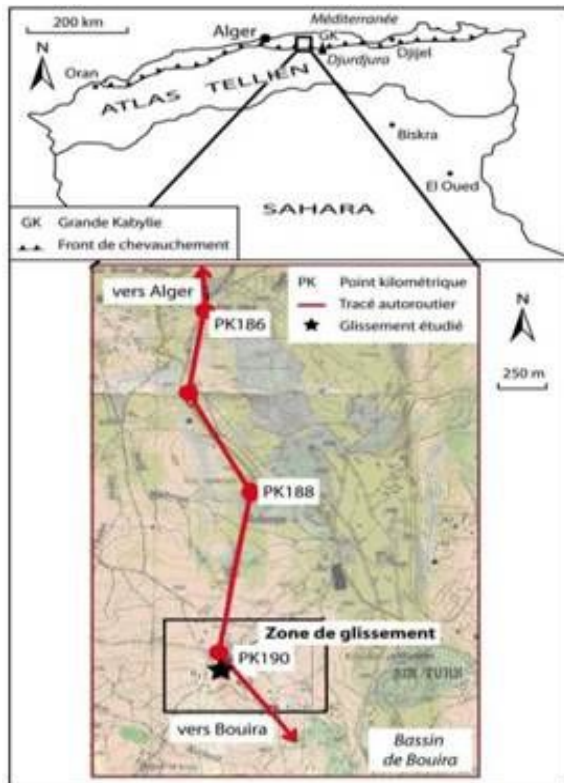 200 km
Méditerranée
Alger
GK
N
Djurdjura
Djijel
Oran
ATLAS TELLIEN
Biskra
El Oued
SAHARA
GK Grande Kabylie
Front de chevauchement
vers Alger
PK186
PK Point kilométrique
Tracé autoroutier
Glissement étudié
N
250 m
PK188
Zone de glissement
PK190
vers Bouira
Bassin
de Bouira